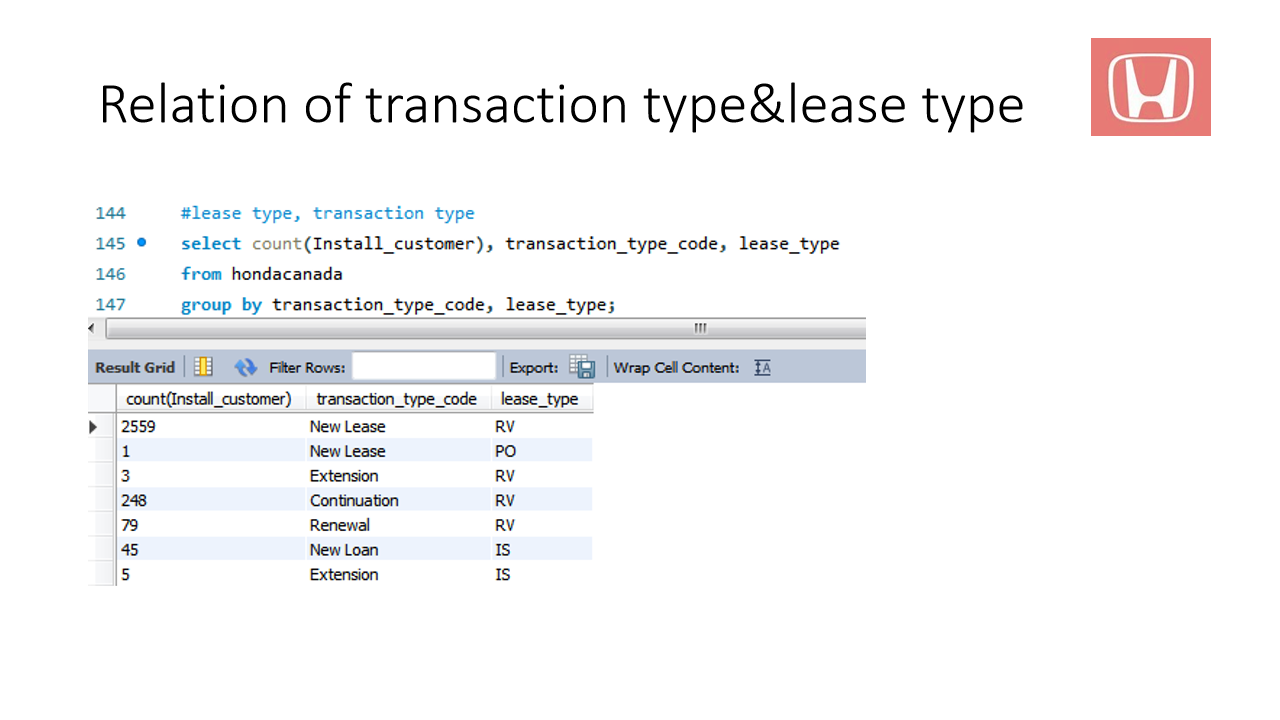 Relation of transaction type&lease type
144 #lease type, transaction type
145 select count(Install_customer), transaction_type_code, lease_type
146 from hondacanada
147 group by transaction_type_code, lease_type;
Result Grid Filter Rows: Export: Wrap Cell Content: IA
count(Install_customer) transaction_type_code lease_type
2559 New Lease RV
1 New Lease PO
3 Extension RV
248 Continuation RV
79 Renewal RV
45 New Loan IS
5 Extension IS